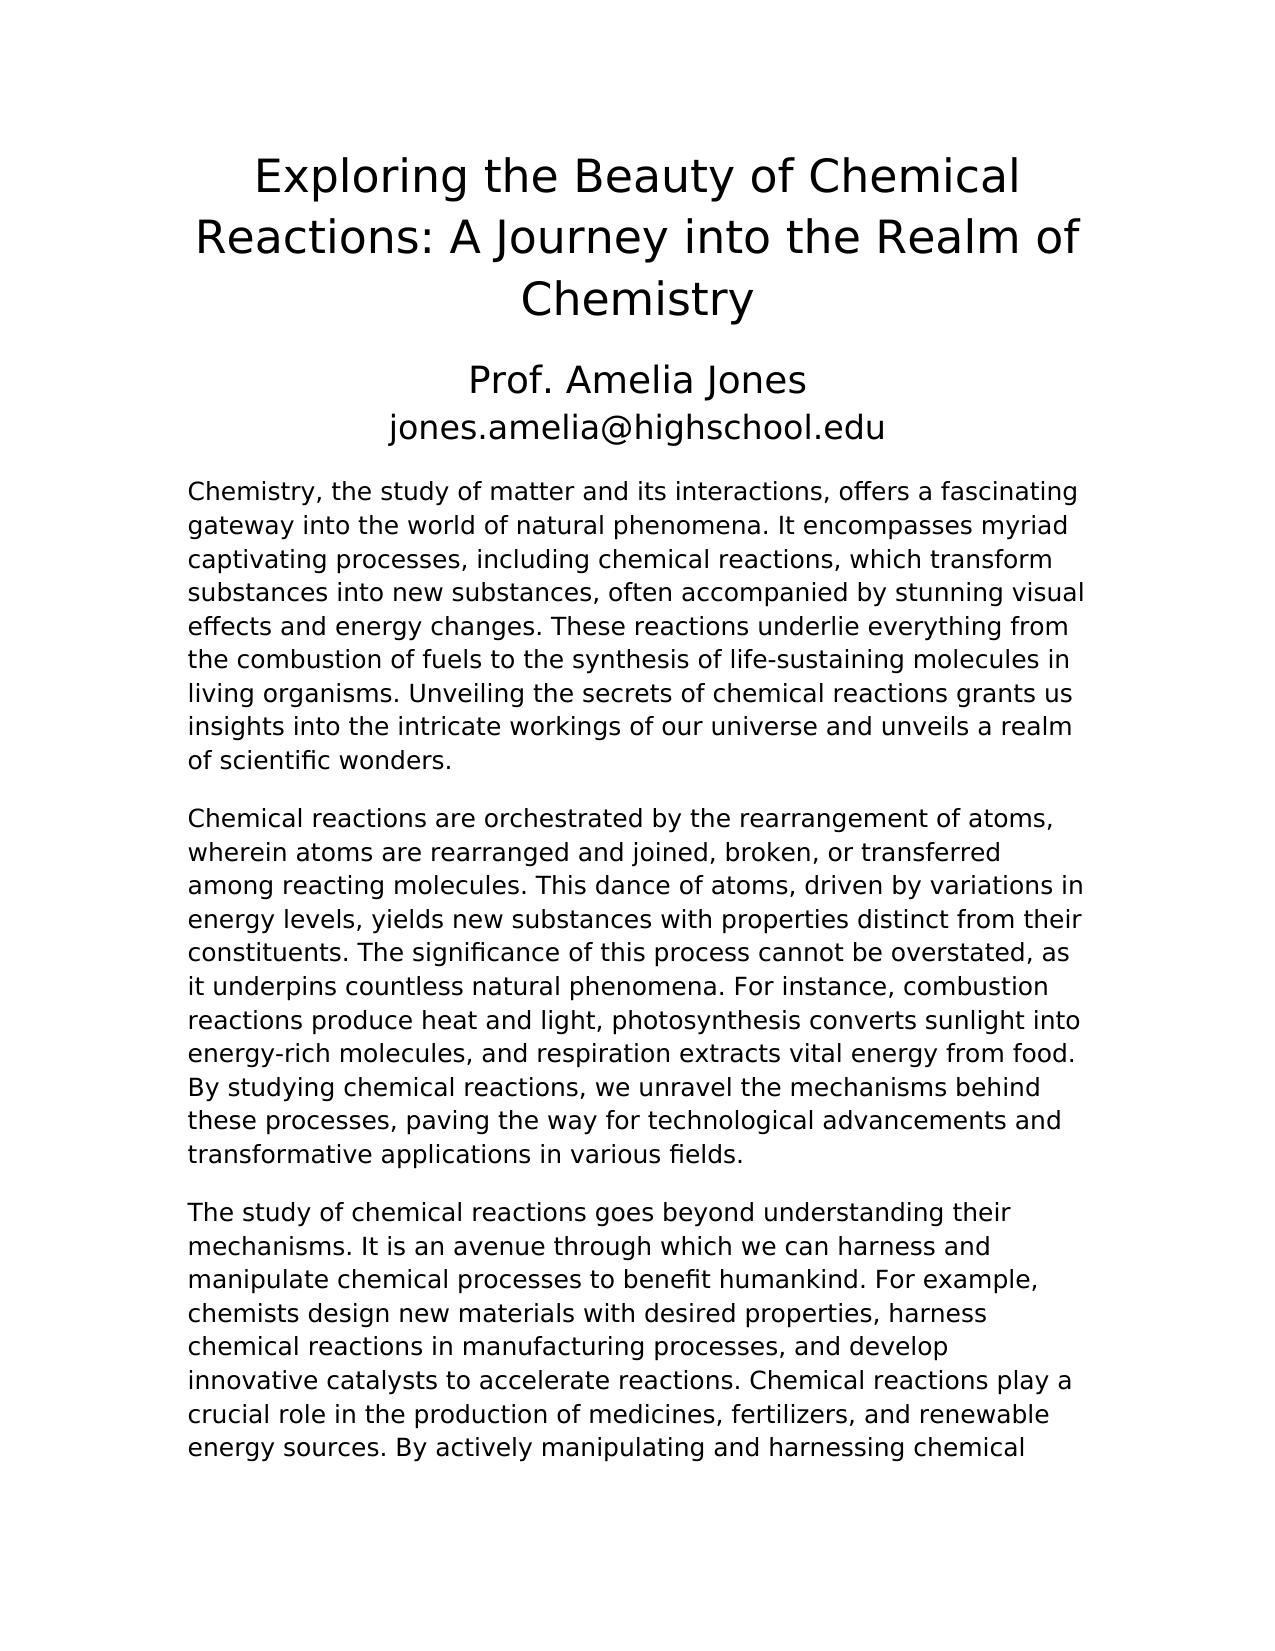 Exploring the Beauty of Chemical
Reactions: A Journey into the Realm of
Chemistry
Prof. Amelia Jones
jones.amelia@highschool.edu
Chemistry, the study of matter and its interactions, offers a fascinating
gateway into the world of natural phenomena. It encompasses myriad
captivating processes, including chemical reactions, which transform
substances into new substances, often accompanied by stunning visual
effects and energy changes. These reactions underlie everything from
the combustion of fuels to the synthesis of life-sustaining molecules in
living organisms. Unveiling the secrets of chemical reactions grants us
insights into the intricate workings of our universe and unveils a realm
of scientific wonders.
Chemical reactions are orchestrated by the rearrangement of atoms,
wherein atoms are rearranged and joined, broken, or transferred
among reacting molecules. This dance of atoms, driven by variations in
energy levels, yields new substances with properties distinct from their
constituents. The significance of this process cannot be overstated, as
it underpins countless natural phenomena. For instance, combustion
reactions produce heat and light, photosynthesis converts sunlight into
energy-rich molecules, and respiration extracts vital energy from food.
By studying chemical reactions, we unravel the mechanisms behind
these processes, paving the way for technological advancements and
transformative applications in various fields.
The study of chemical reactions goes beyond understanding their
mechanisms. It is an avenue through which we can harness and
manipulate chemical processes to benefit humankind. For example,
chemists design new materials with desired properties, harness
chemical reactions in manufacturing processes, and develop
innovative catalysts to accelerate reactions. Chemical reactions play a
crucial role in the production of medicines, fertilizers, and renewable
energy sources. By actively manipulating and harnessing chemical